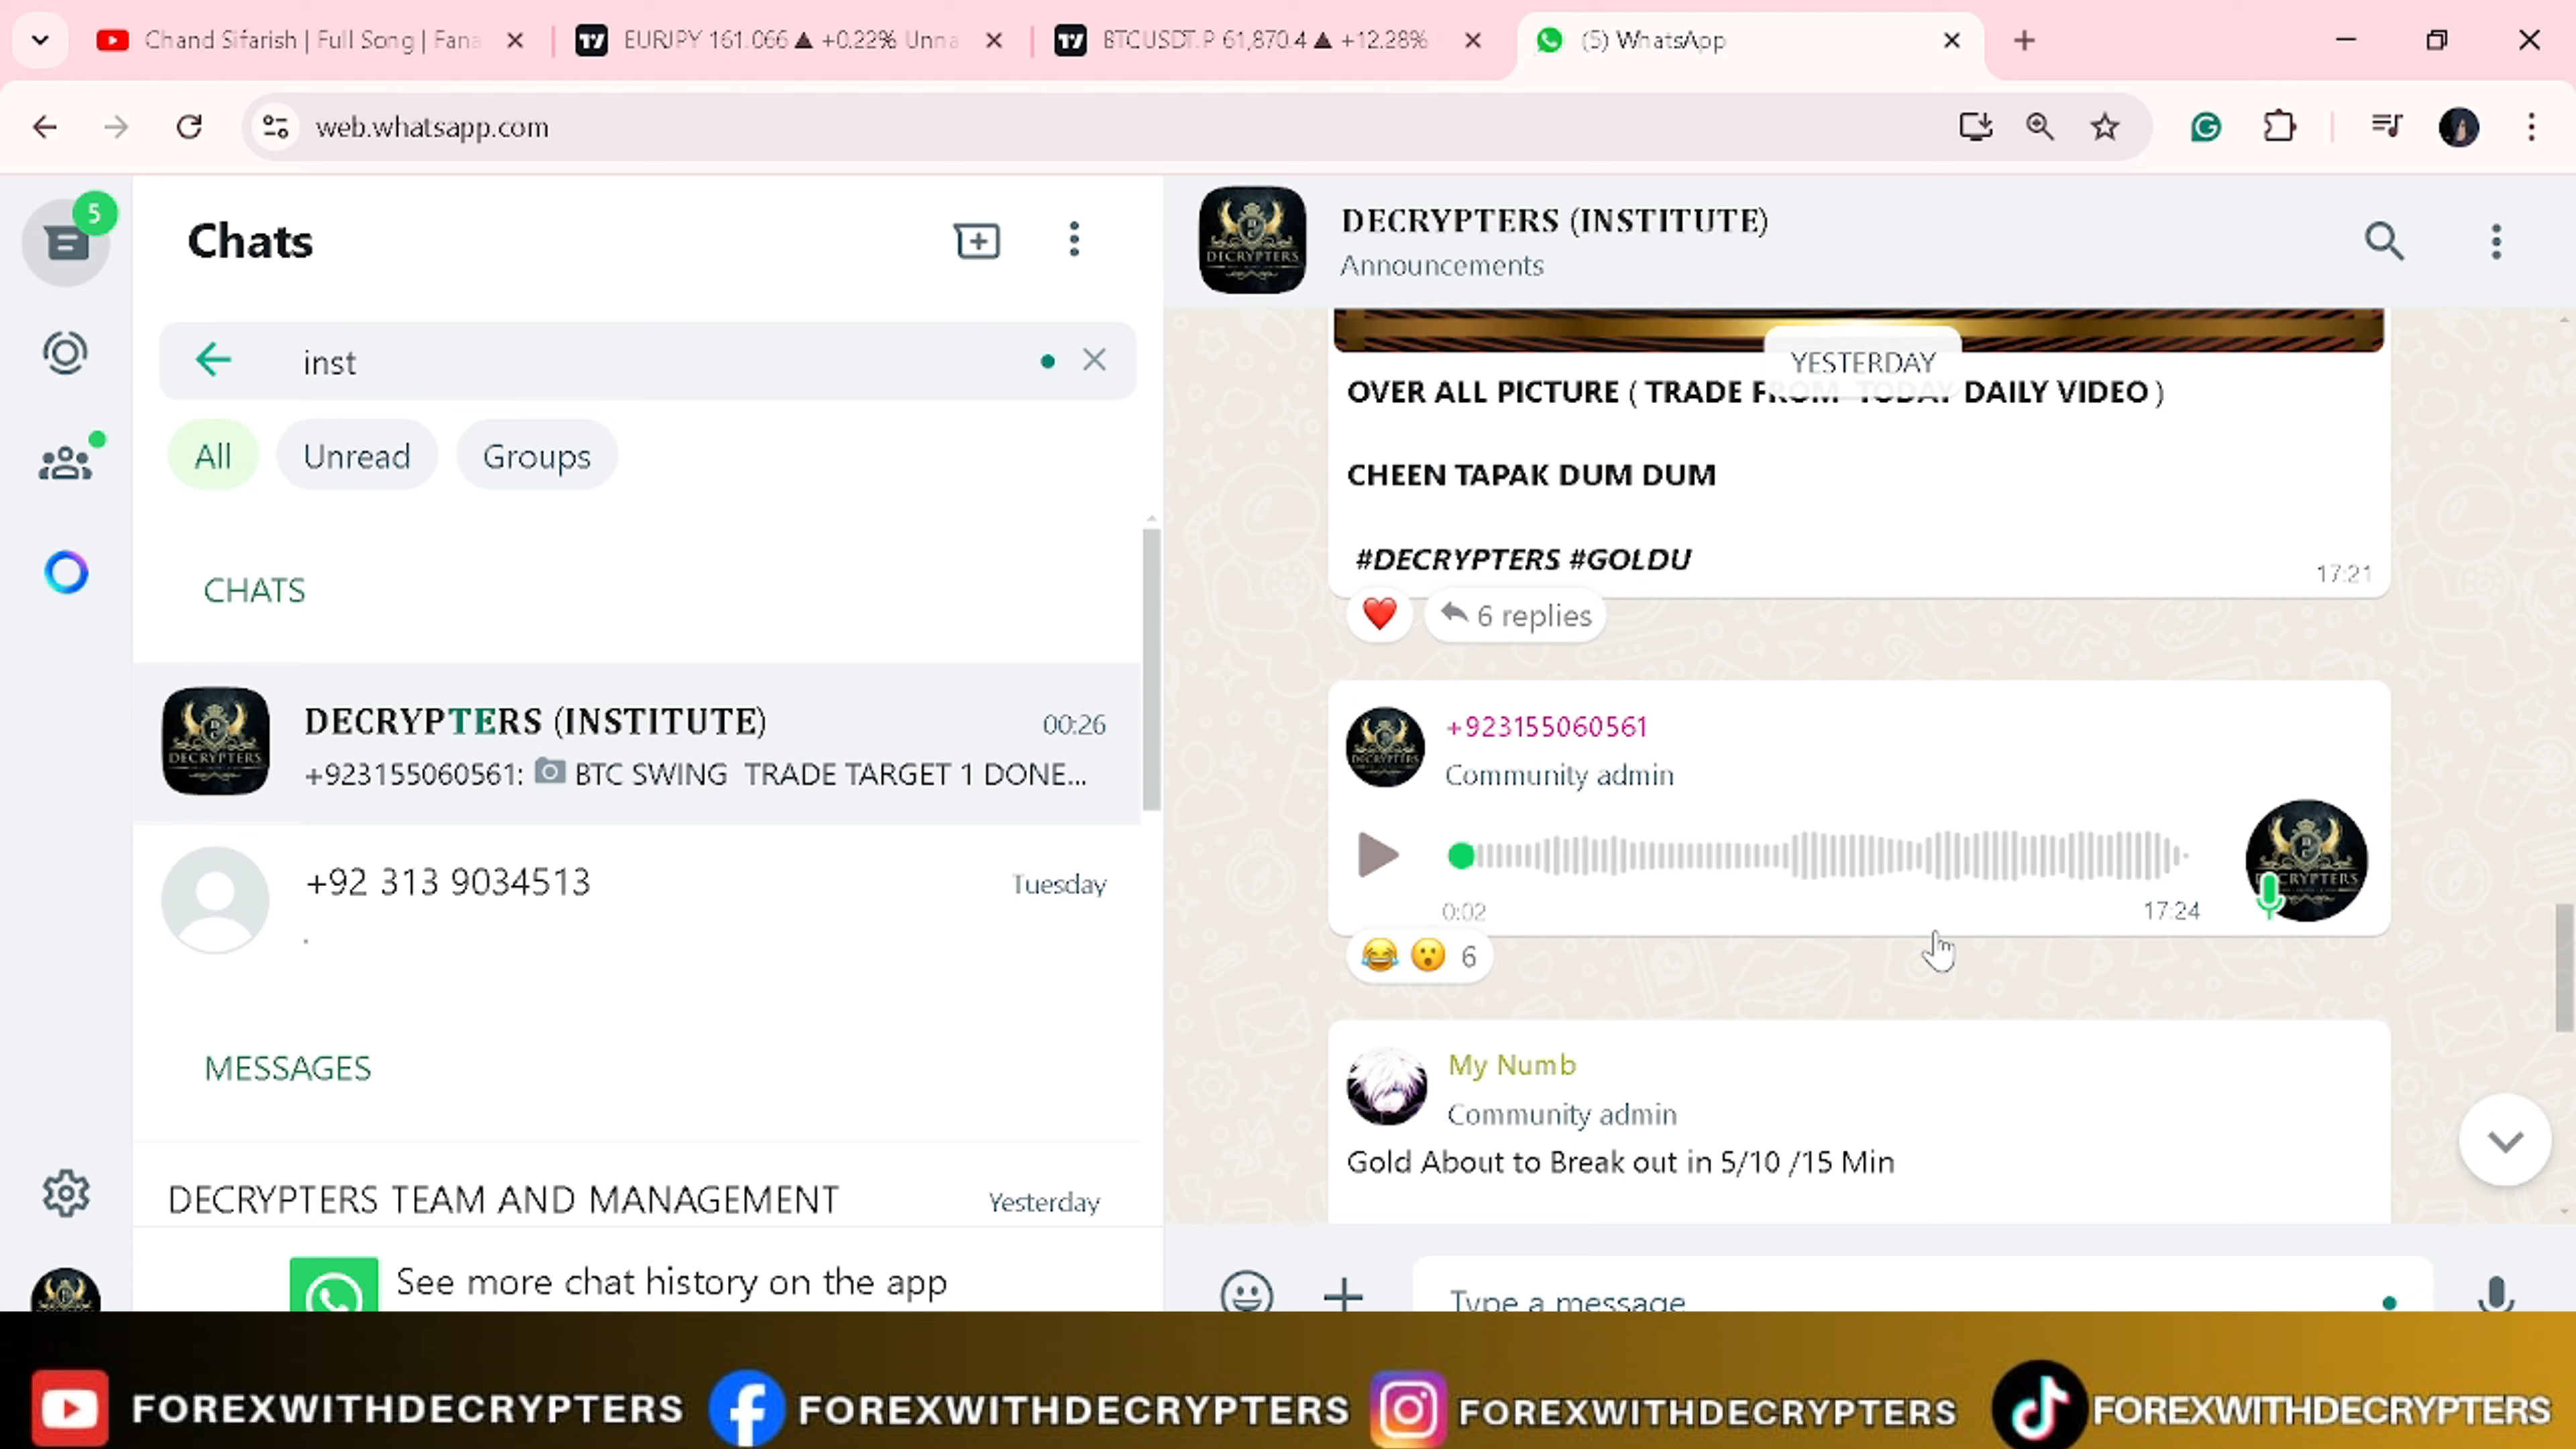 Chand Sifarish | Full Song | Fana
EURJPY 161.066 ▲ +0.22% Unna
BTCUSDT.P 61,870.4 ▲ +12.28%
(5) WhatsApp
web.whatsapp.com
5
Chats
inst
All
Unread
Groups
CHATS
DECRYPTERS (INSTITUTE)
00:26
+923155060561: BTC SWING TRADE TARGET 1 DONE...
+92 313 9034513
Tuesday
.
MESSAGES
DECRYPTERS TEAM AND MANAGEMENT
Yesterday
See more chat history on the app
DECRYPTERS (INSTITUTE)
Announcements
YESTERDAY
OVER ALL PICTURE ( TRADE FROM TODAY DAILY VIDEO )
CHEEN TAPAK DUM DUM
#DECRYPTERS #GOLDU
17:21
6 replies
+923155060561
Community admin
0:02
17:24
6
My Numb
Community admin
Gold About to Break out in 5/10 /15 Min
Type a message
DECRYPTERS
DECRYPTERS
FOREXWITHDECRYPTERS
FOREXWITHDECRYPTERS
FOREXWITHDECRYPTERS
FOREXWITHDECRYPTERS